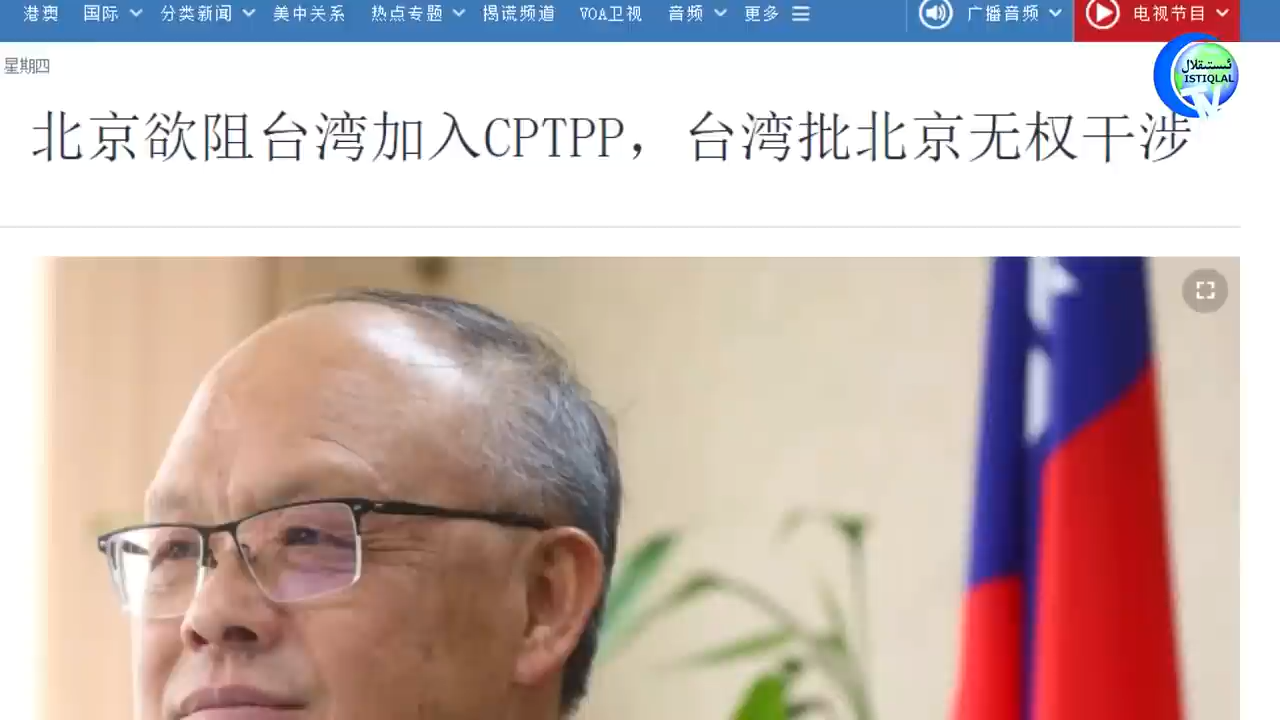 港澳 国际 分类新闻 美中关系 热点专题 揭谎频道 VOA卫视 音频 更多 广播音频 电视节目
星期四
ئىستىقلال
ISTIQLAL
TV
北京欲阻台湾加入CPTPP，台湾批北京无权干涉